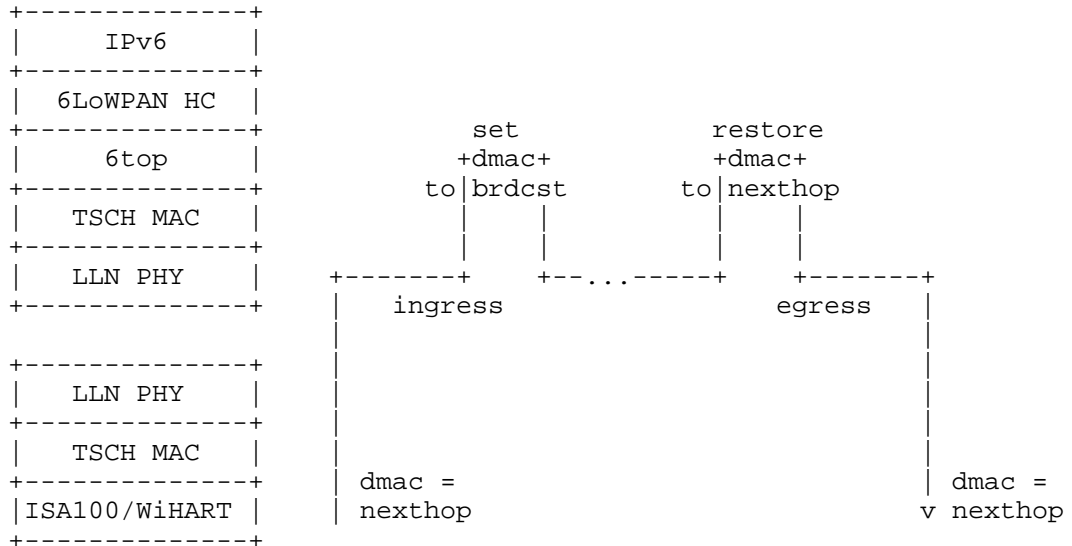 IPv6
6LoWPAN HC
set restore
6top +dmac+ +dmac+
to|brdcst to|nexthop
TSCH MAC
LLN PHY
ingress egress
LLN PHY
TSCH MAC
dmac = dmac =
ISA100/WiHART nexthop v nexthop